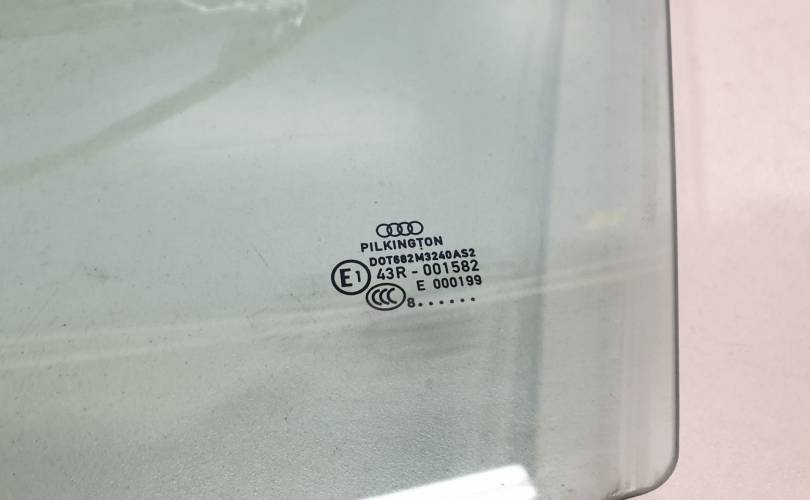 PILKINGTON
DOT682M3240AS2
E1 43R - 001582
E 000199
CCC 8......